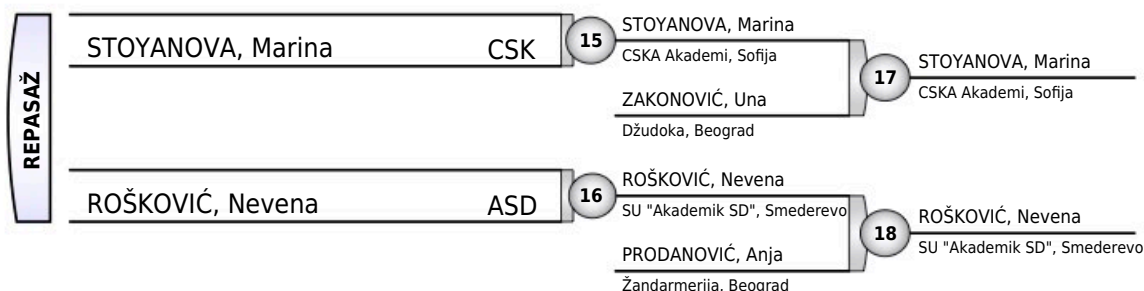 REPASAŽ
STOYANOVA, Marina CSK
15
STOYANOVA, Marina
CSKA Akademi, Sofija
ZAKONOVIĆ, Una
Džudoka, Beograd
17
STOYANOVA, Marina
CSKA Akademi, Sofija
ROŠKOVIĆ, Nevena ASD
16
ROŠKOVIĆ, Nevena
SU "Akademik SD", Smederevo
PRODANOVIĆ, Anja
Žandarmerija, Beograd
18
ROŠKOVIĆ, Nevena
SU "Akademik SD", Smederevo